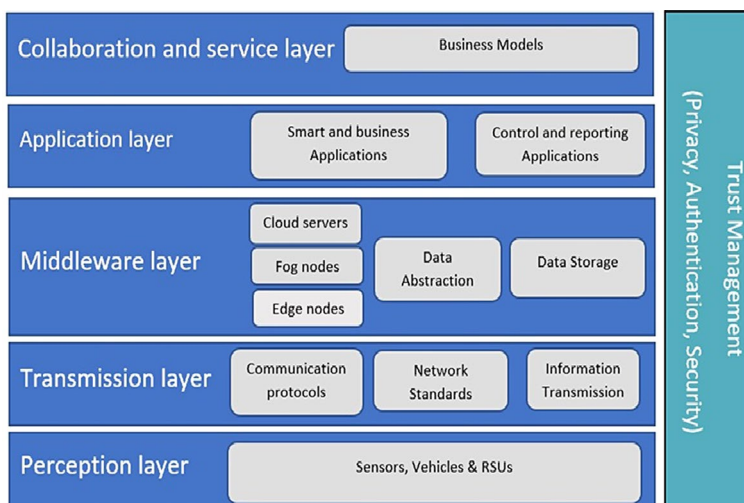 Collaboration and service layer
Business Models
Application layer
Smart and business
Applications
Control and reporting
Applications
Middleware layer
Cloud servers
Fog nodes
Edge nodes
Data
Abstraction
Data Storage
Transmission layer
Communication
protocols
Network
Standards
Information
Transmission
Perception layer
Sensors, Vehicles & RSUs
Trust Management
(Privacy, Authentication, Security)